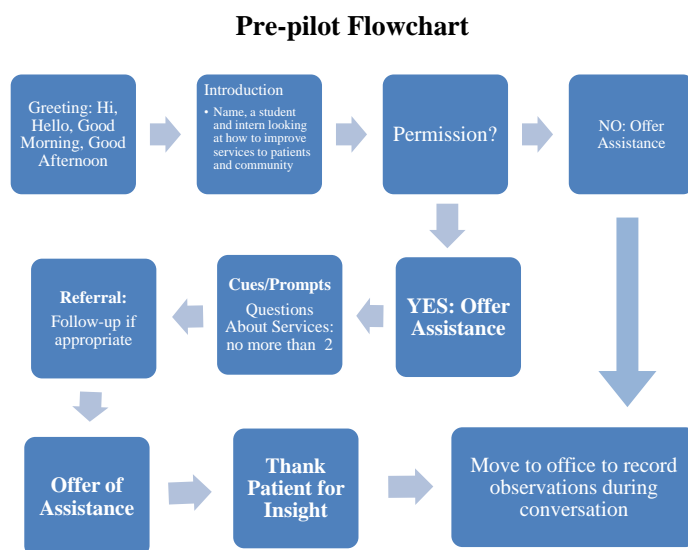 Pre-pilot Flowchart
Greeting: Hi,
Hello, Good
Morning, Good
Afternoon
Introduction
• Name, a student
and intern looking
at how to improve
services to patients
and community
Permission?
NO: Offer
Assistance
Referral:
Follow-up if
appropriate
Cues/Prompts
Questions
About Services:
no more than 2
YES: Offer
Assistance
Offer of
Assistance
Thank
Patient for
Insight
Move to office to record
observations during
conversation